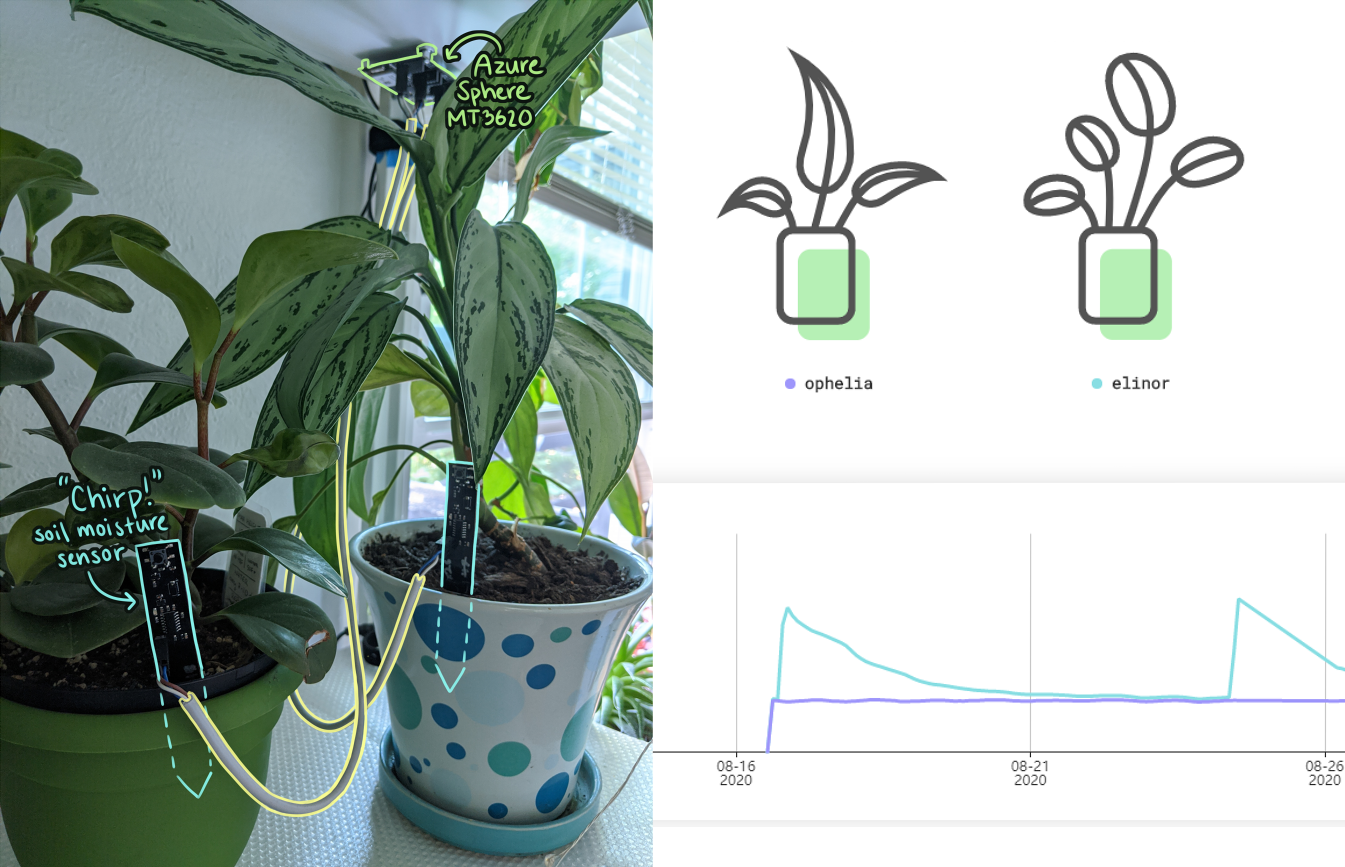 Azure
Sphere
MT3620
"Chirp!"
soil moisture
sensor
ophelia
elinor
08-16
2020
08-21
2020
08-26
2020